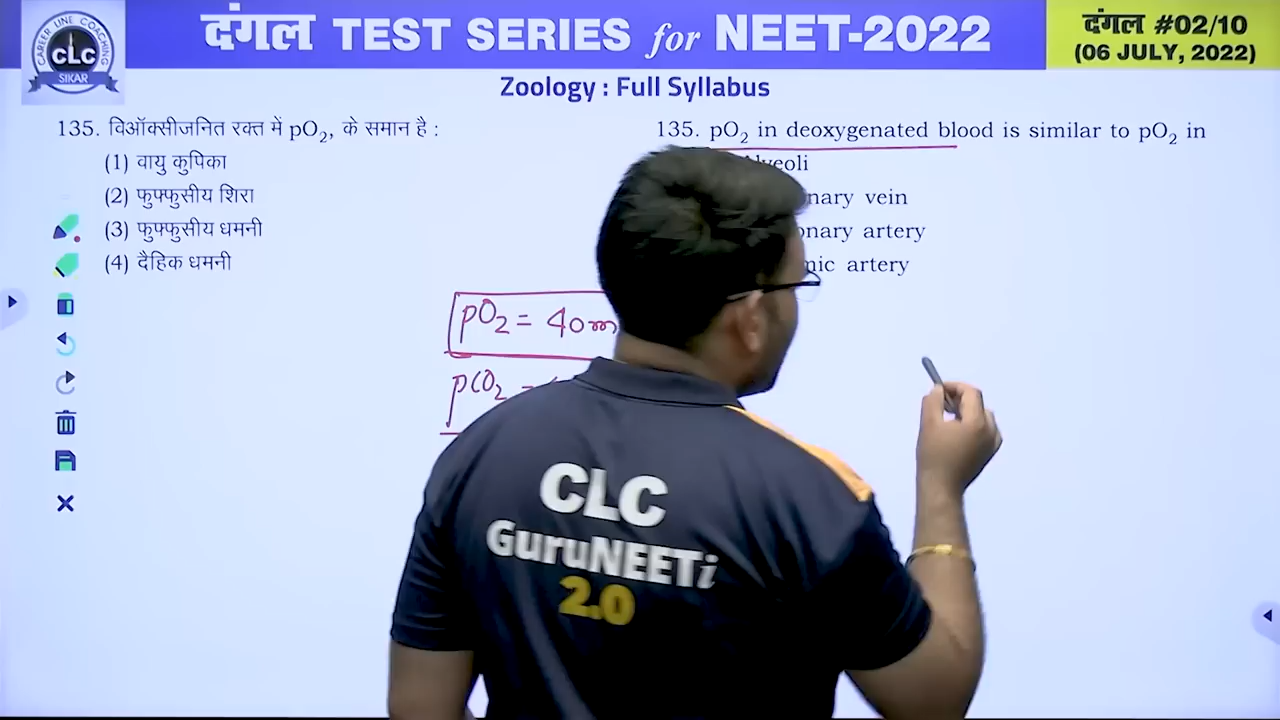 CAREER LINE COACHING
CLC
SIKAR
दंगल TEST SERIES for NEET-2022
दंगल #02/10
(06 JULY, 2022)
Zoology : Full Syllabus
135. विऑक्सीजनित रक्त में pO₂, के समान है :
(1) वायु कुपिका
(2) फुफ्फुसीय शिरा
(3) फुफ्फुसीय धमनी
(4) दैहिक धमनी
135. pO₂ in deoxygenated blood is similar to pO₂ in
lveoli
nary vein
onary artery
mic artery
pO₂ = 40m
pCO₂ =
CLC
GuruNEETi
2.0